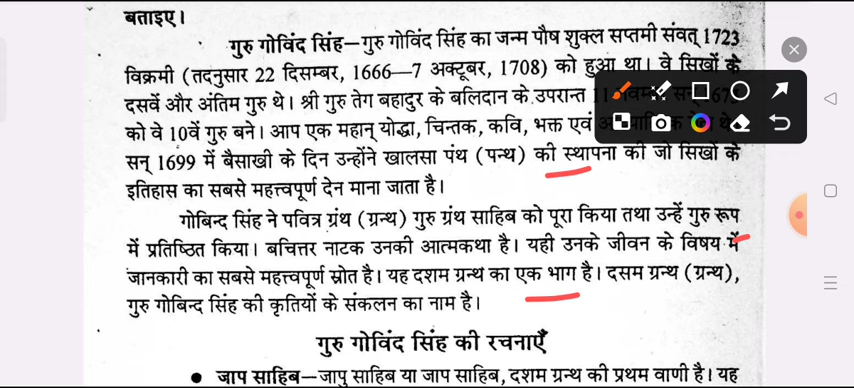 बताइए।
गुरु गोविंद सिंह—गुरु गोविंद सिंह का जन्म पौष शुक्ल सप्तमी संवत् 1723
विक्रमी (तदनुसार 22 दिसम्बर, 1666—7 अक्टूबर, 1708) को हुआ था। वे सिखों के
दसवें और अंतिम गुरु थे। श्री गुरु तेग बहादुर के बलिदान के उपरान्त 11
को वे 10वें गुरु बने। आप एक महान् योद्धा, चिन्तक, कवि, भक्त एवं
सन् 1699 में बैसाखी के दिन उन्होंने खालसा पंथ (पन्थ) की स्थापना की जो सिखों के
इतिहास का सबसे महत्त्वपूर्ण देन माना जाता है।
गोबिन्द सिंह ने पवित्र ग्रंथ (ग्रन्थ) गुरु ग्रंथ साहिब को पूरा किया तथा उन्हें गुरु रूप
में प्रतिष्ठित किया। बचित्तर नाटक उनकी आत्मकथा है। यही उनके जीवन के विषय में
जानकारी का सबसे महत्त्वपूर्ण स्रोत है। यह दशम ग्रन्थ का एक भाग है। दसम ग्रन्थ (ग्रन्थ),
गुरु गोबिन्द सिंह की कृतियों के संकलन का नाम है।
गुरु गोविंद सिंह की रचनाएँ
● जाप साहिब—जापु साहिब या जाप साहिब, दशम ग्रन्थ की प्रथम वाणी है। यह